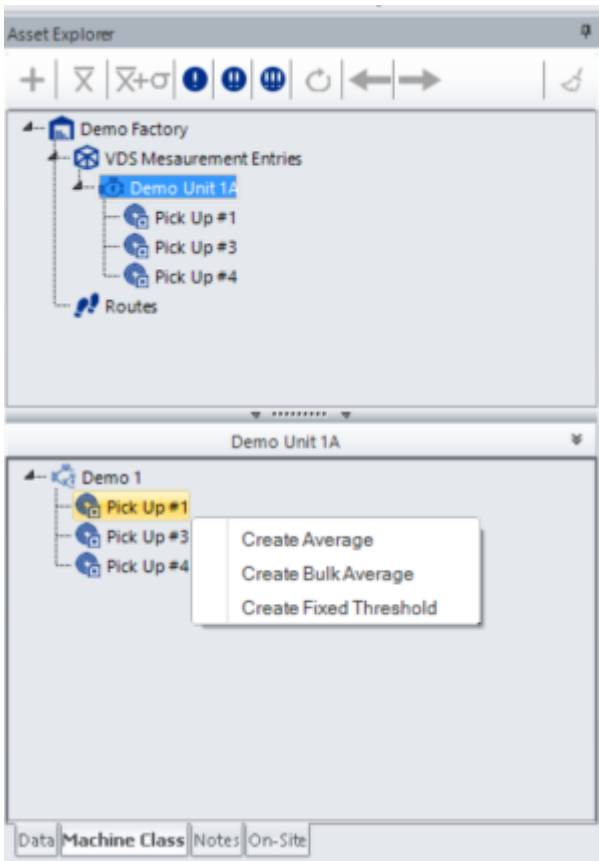 Asset Explorer
X X+σ
Demo Factory
VDS Mesaurement Entries
Demo Unit 1A
Pick Up #1
Pick Up #3
Pick Up #4
Routes
Demo Unit 1A
Demo 1
Pick Up #1
Pick Up #3
Pick Up #4
Create Average
Create Bulk Average
Create Fixed Threshold
Data Machine Class Notes On-Site